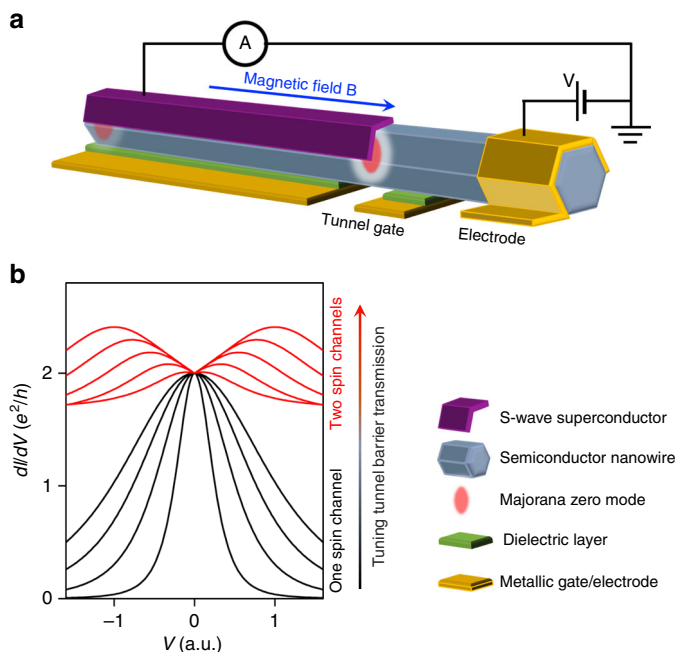 a
A
Magnetic field B
V
Tunnel gate
Electrode
b
dI/dV (e²/h)
2
1
0
−1
0
1
V (a.u.)
One spin channel
Two spin channels
Tuning tunnel barrier transmission
S-wave superconductor
Semiconductor nanowire
Majorana zero mode
Dielectric layer
Metallic gate/electrode